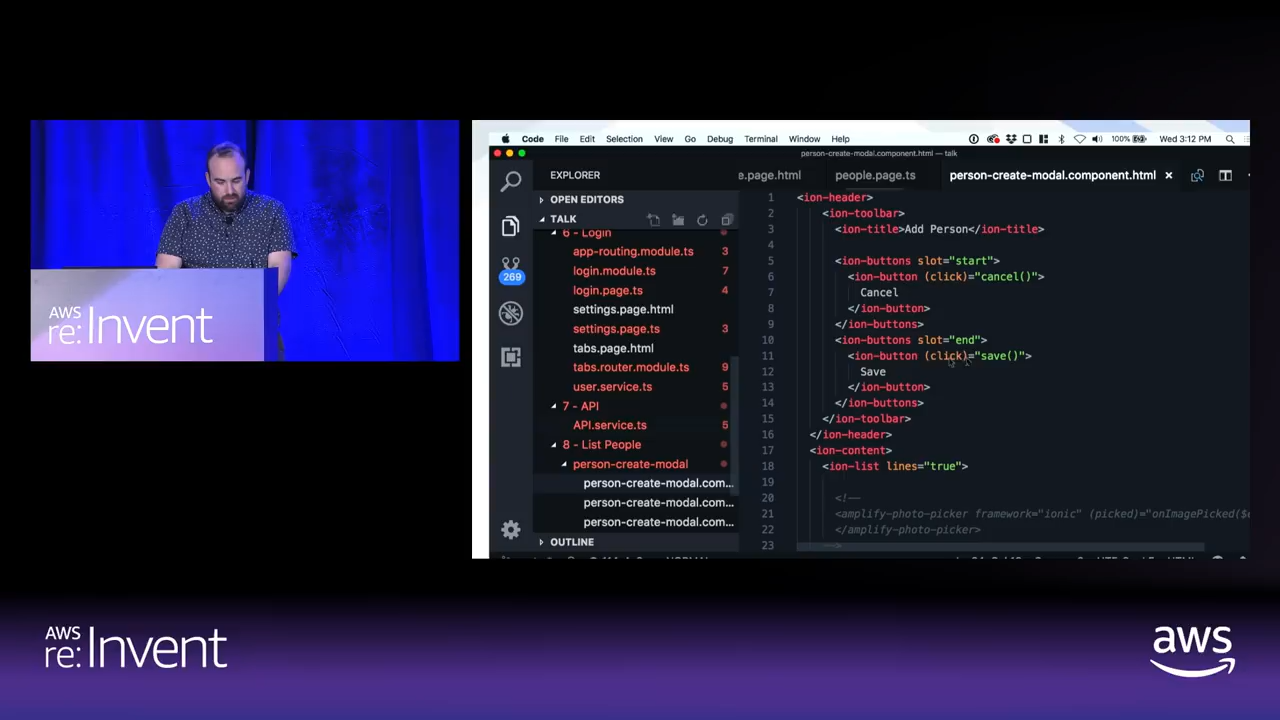 AWS
re:Invent
Code File Edit Selection View Go Debug Terminal Window Help 100% Wed 3:12 PM
person-create-modal.component.html — talk
EXPLORER
e.page.html people.page.ts person-create-modal.component.html ×
OPEN EDITORS
TALK
6 - Login
app-routing.module.ts 3
login.module.ts 7
login.page.ts 4
settings.page.html
settings.page.ts 3
tabs.page.html
tabs.router.module.ts 9
user.service.ts 5
7 - API
API.service.ts 5
8 - List People
person-create-modal
person-create-modal.com...
person-create-modal.com...
person-create-modal.com...
OUTLINE
269
1 <ion-header>
2 <ion-toolbar>
3 <ion-title>Add Person</ion-title>
4
5 <ion-buttons slot="start">
6 <ion-button (click)="cancel()">
7 Cancel
8 </ion-button>
9 </ion-buttons>
10 <ion-buttons slot="end">
11 <ion-button (click)="save()">
12 Save
13 </ion-button>
14 </ion-buttons>
15 </ion-toolbar>
16 </ion-header>
17 <ion-content>
18 <ion-list lines="true">
19
20 <!--
21 <amplify-photo-picker framework="ionic" (picked)="onImagePicked($e
22 </amplify-photo-picker>
23 -->
AWS
re:Invent
aws